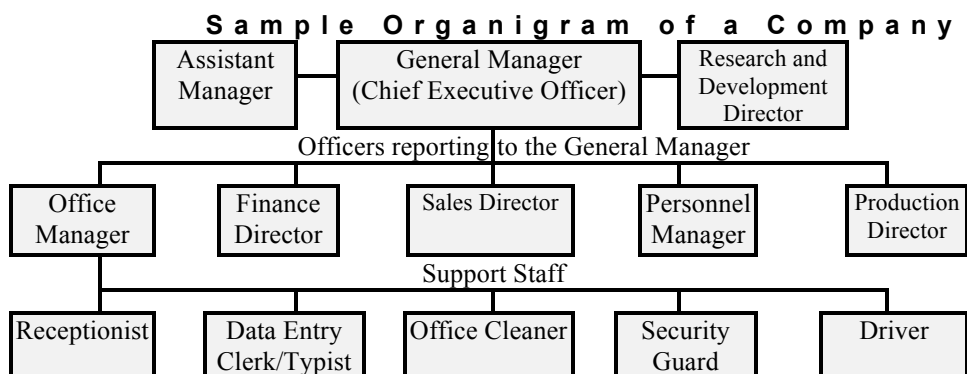 Sample Organigram of a Company
Assistant
Manager
General Manager
(Chief Executive Officer)
Research and
Development
Director
Officers reporting to the General Manager
Office
Manager
Finance
Director
Sales Director
Personnel
Manager
Production
Director
Support Staff
Receptionist
Data Entry
Clerk/Typist
Office Cleaner
Security
Guard
Driver